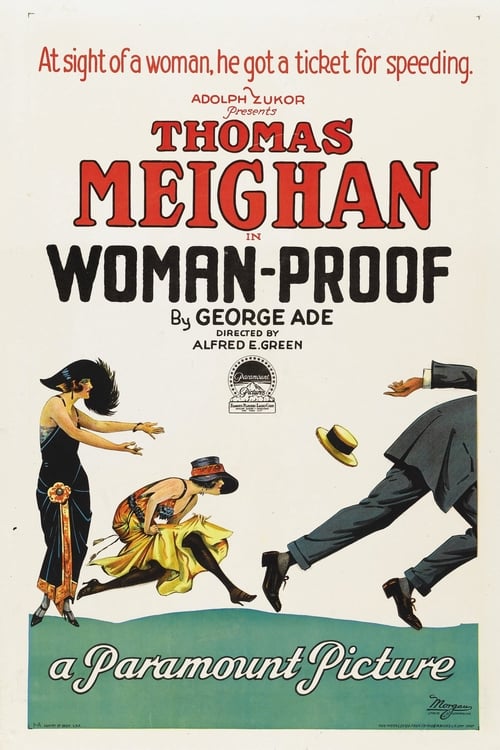 At sight of a woman, he got a ticket for speeding.
ADOLPH ZUKOR
Presents
THOMAS
MEIGHAN
IN
WOMAN-PROOF
By GEORGE ADE
DIRECTED BY
ALFRED E. GREEN
Paramount
Pictures
a Paramount Picture
Morgan